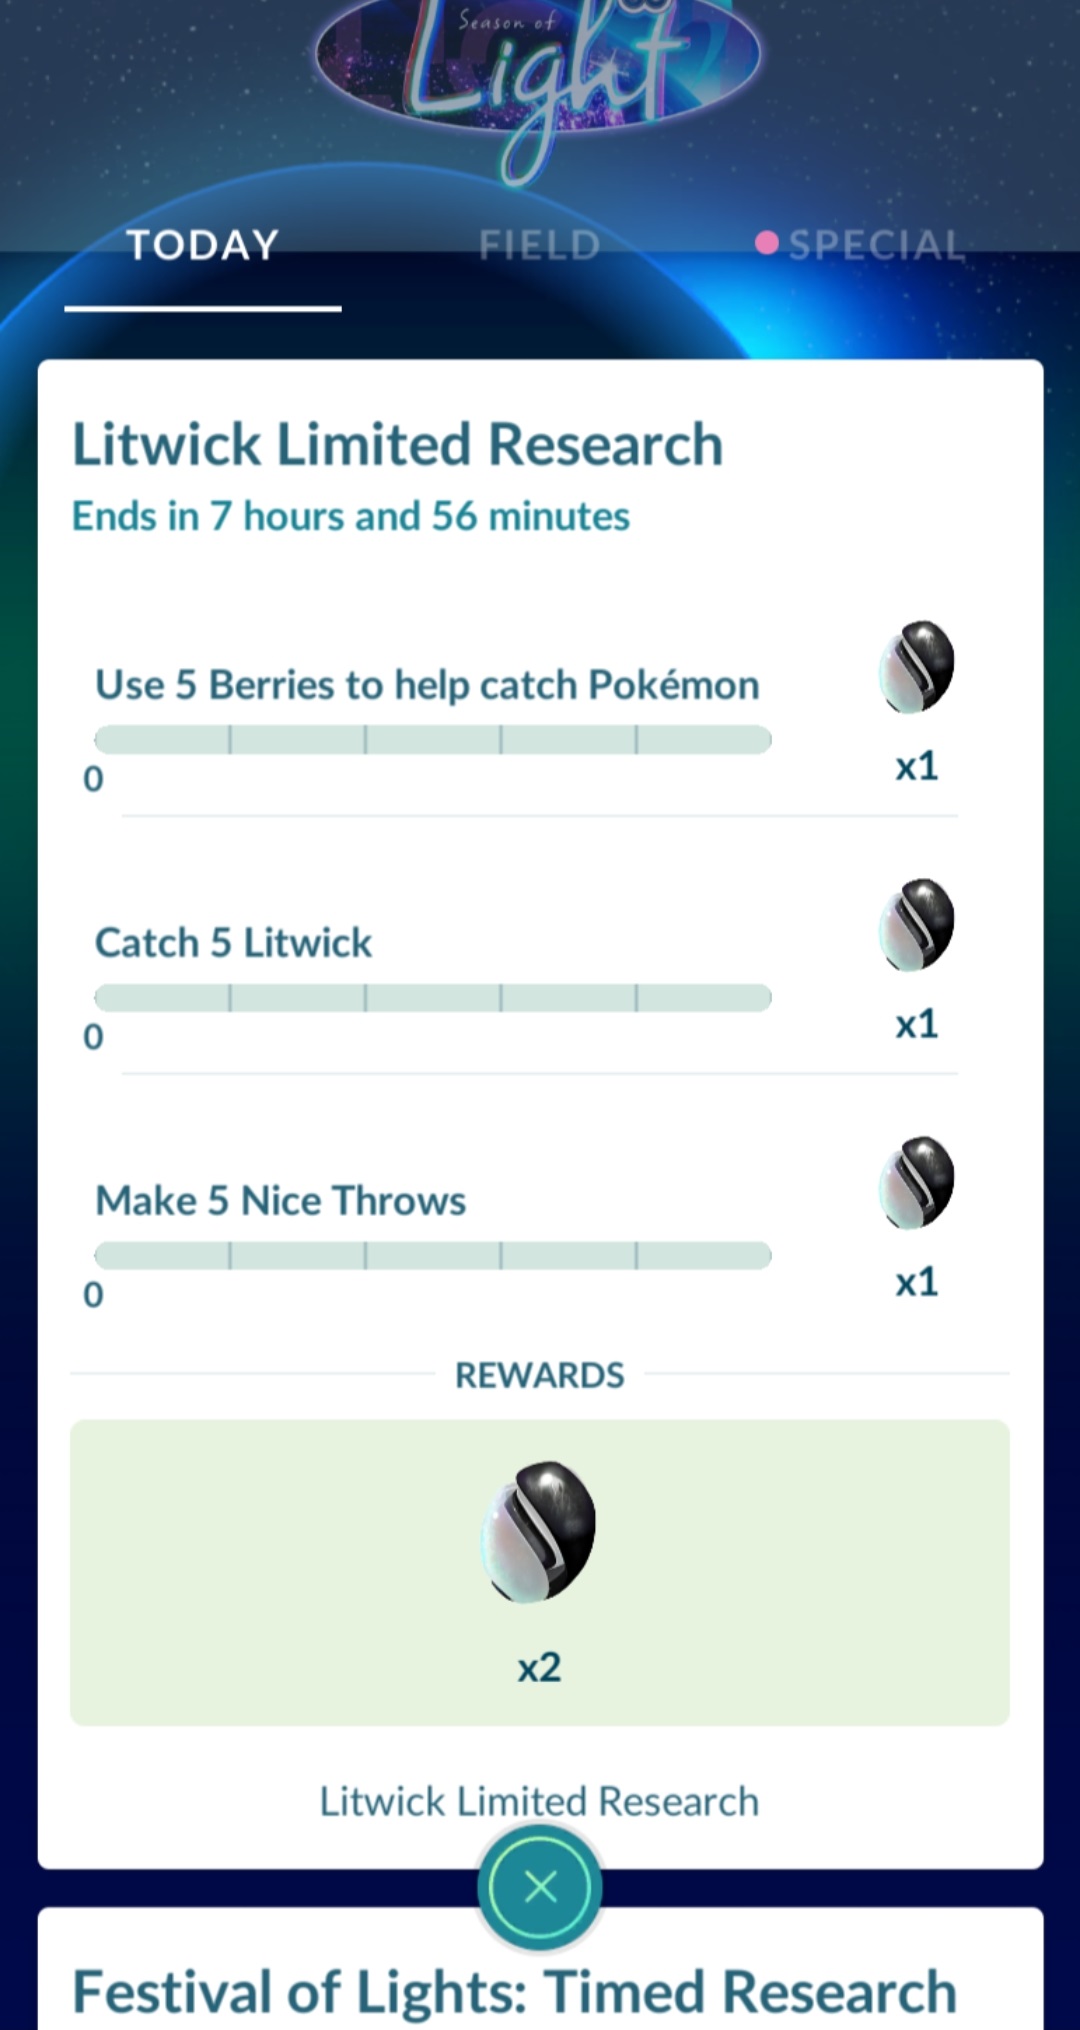 Season of
Light
TODAY
FIELD
SPECIAL
Litwick Limited Research
Ends in 7 hours and 56 minutes
Use 5 Berries to help catch Pokémon
x1
0
Catch 5 Litwick
x1
0
Make 5 Nice Throws
x1
0
REWARDS
x2
Litwick Limited Research
Festival of Lights: Timed Research